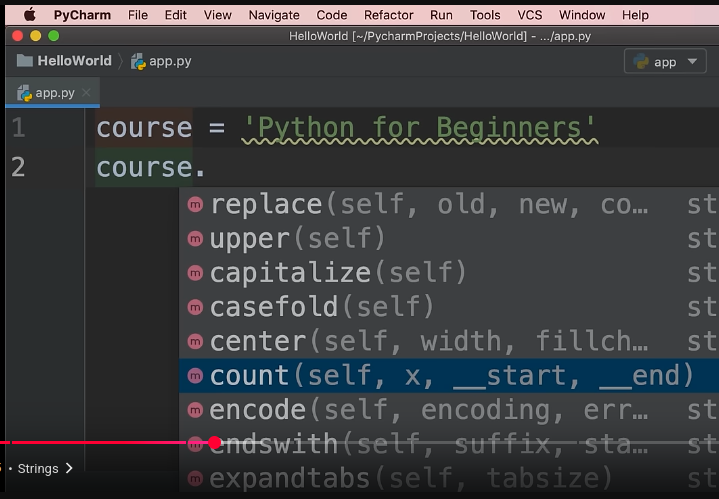 PyCharm File Edit View Navigate Code Refactor Run Tools VCS Window Help
HelloWorld [~/PycharmProjects/HelloWorld] - .../app.py
HelloWorld app.py app
app.py
1 course = 'Python for Beginners'
2 course.
m replace(self, old, new, co… st
m upper(self) st
m capitalize(self) st
m casefold(self) st
m center(self, width, fillch… st
m count(self, x, __start, __end) st
m encode(self, encoding, err… st
m endswith(self, suffix, sta… st
m expandtabs(self, tabsize) st
• Strings